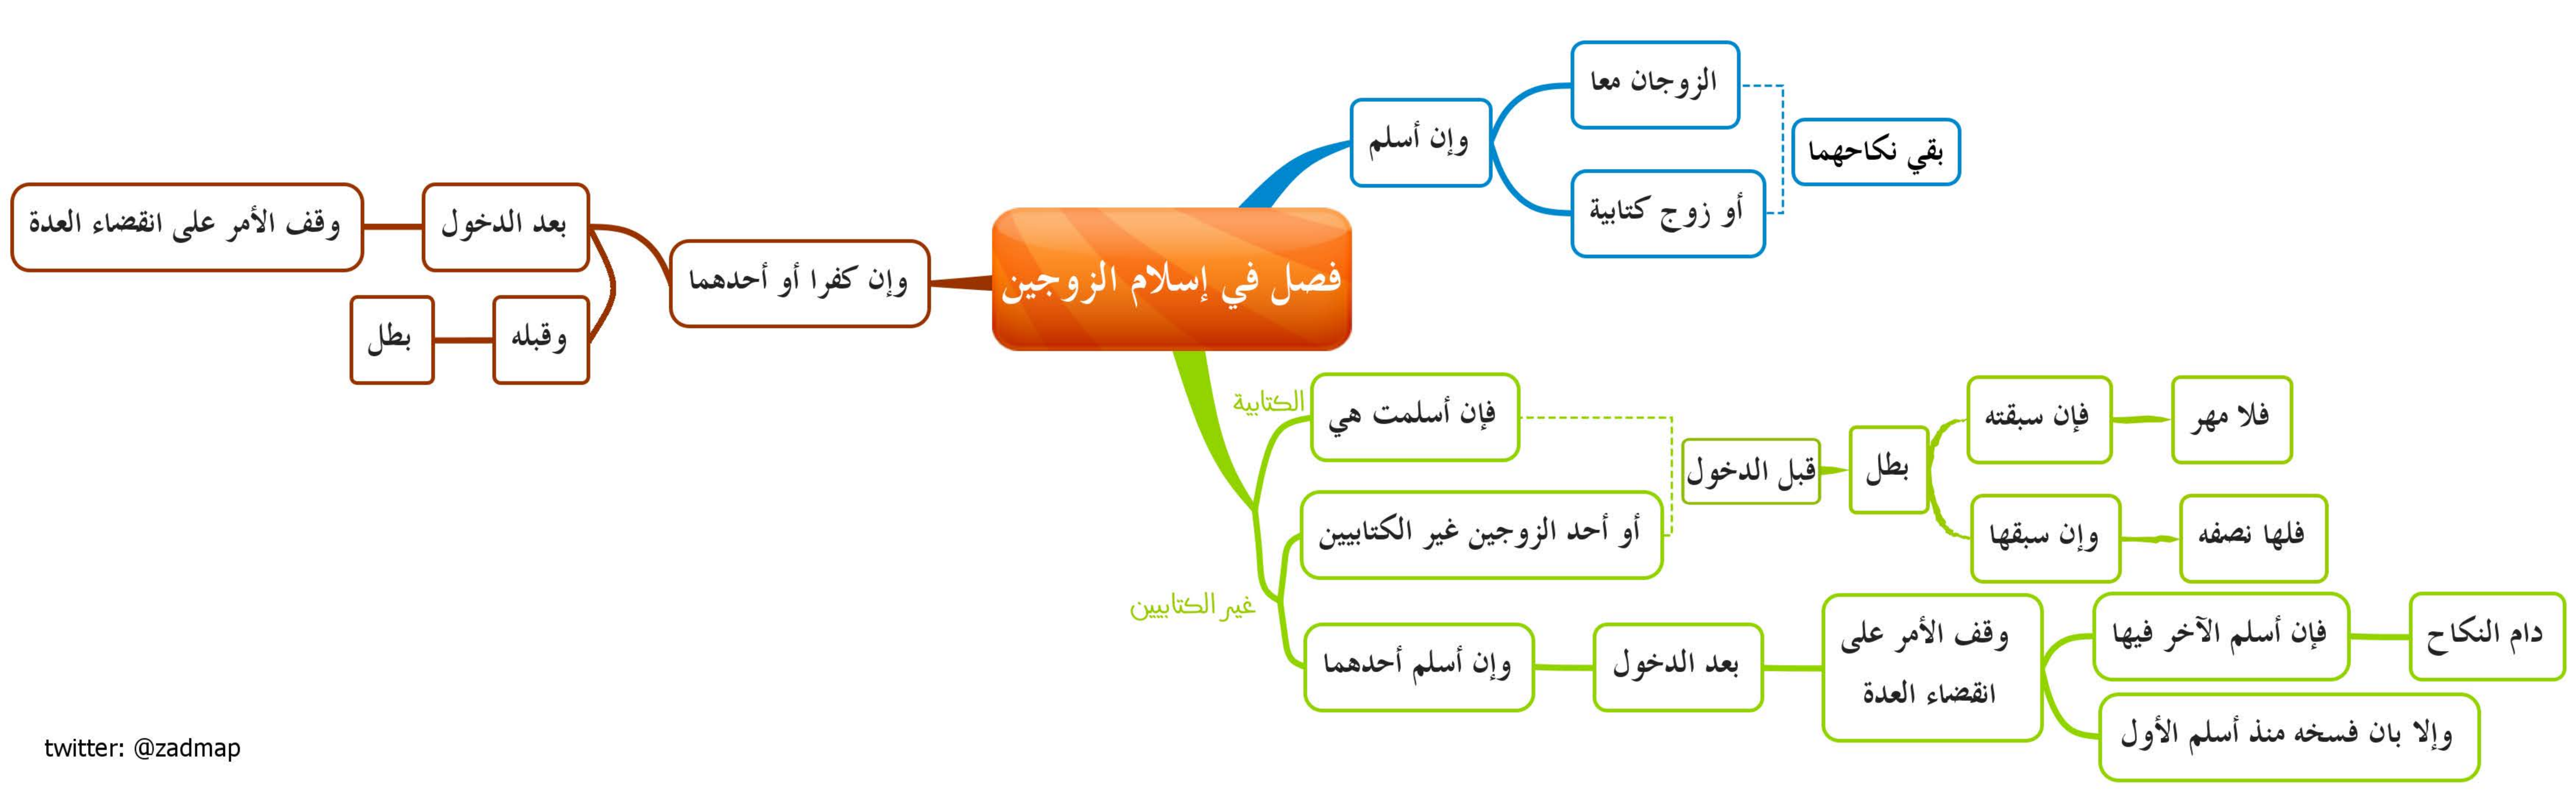 فصل في إسلام الزوجين
وإن أسلم
الزوجان معا
أو زوج كتابية
بقي نكاحهما
الكتابية
فإن أسلمت هي
أو أحد الزوجين غير الكتابيين
قبل الدخول
بطل
فإن سبقته
فلا مهر
وإن سبقها
فلها نصفه
غير الكتابيين
وإن أسلم أحدهما
بعد الدخول
وقف الأمر على
انقضاء العدة
فإن أسلم الآخر فيها
دام النكاح
وإلا بان فسخه منذ أسلم الأول
وإن كفرا أو أحدهما
بعد الدخول
وقف الأمر على انقضاء العدة
وقبله
بطل
twitter: @zadmap